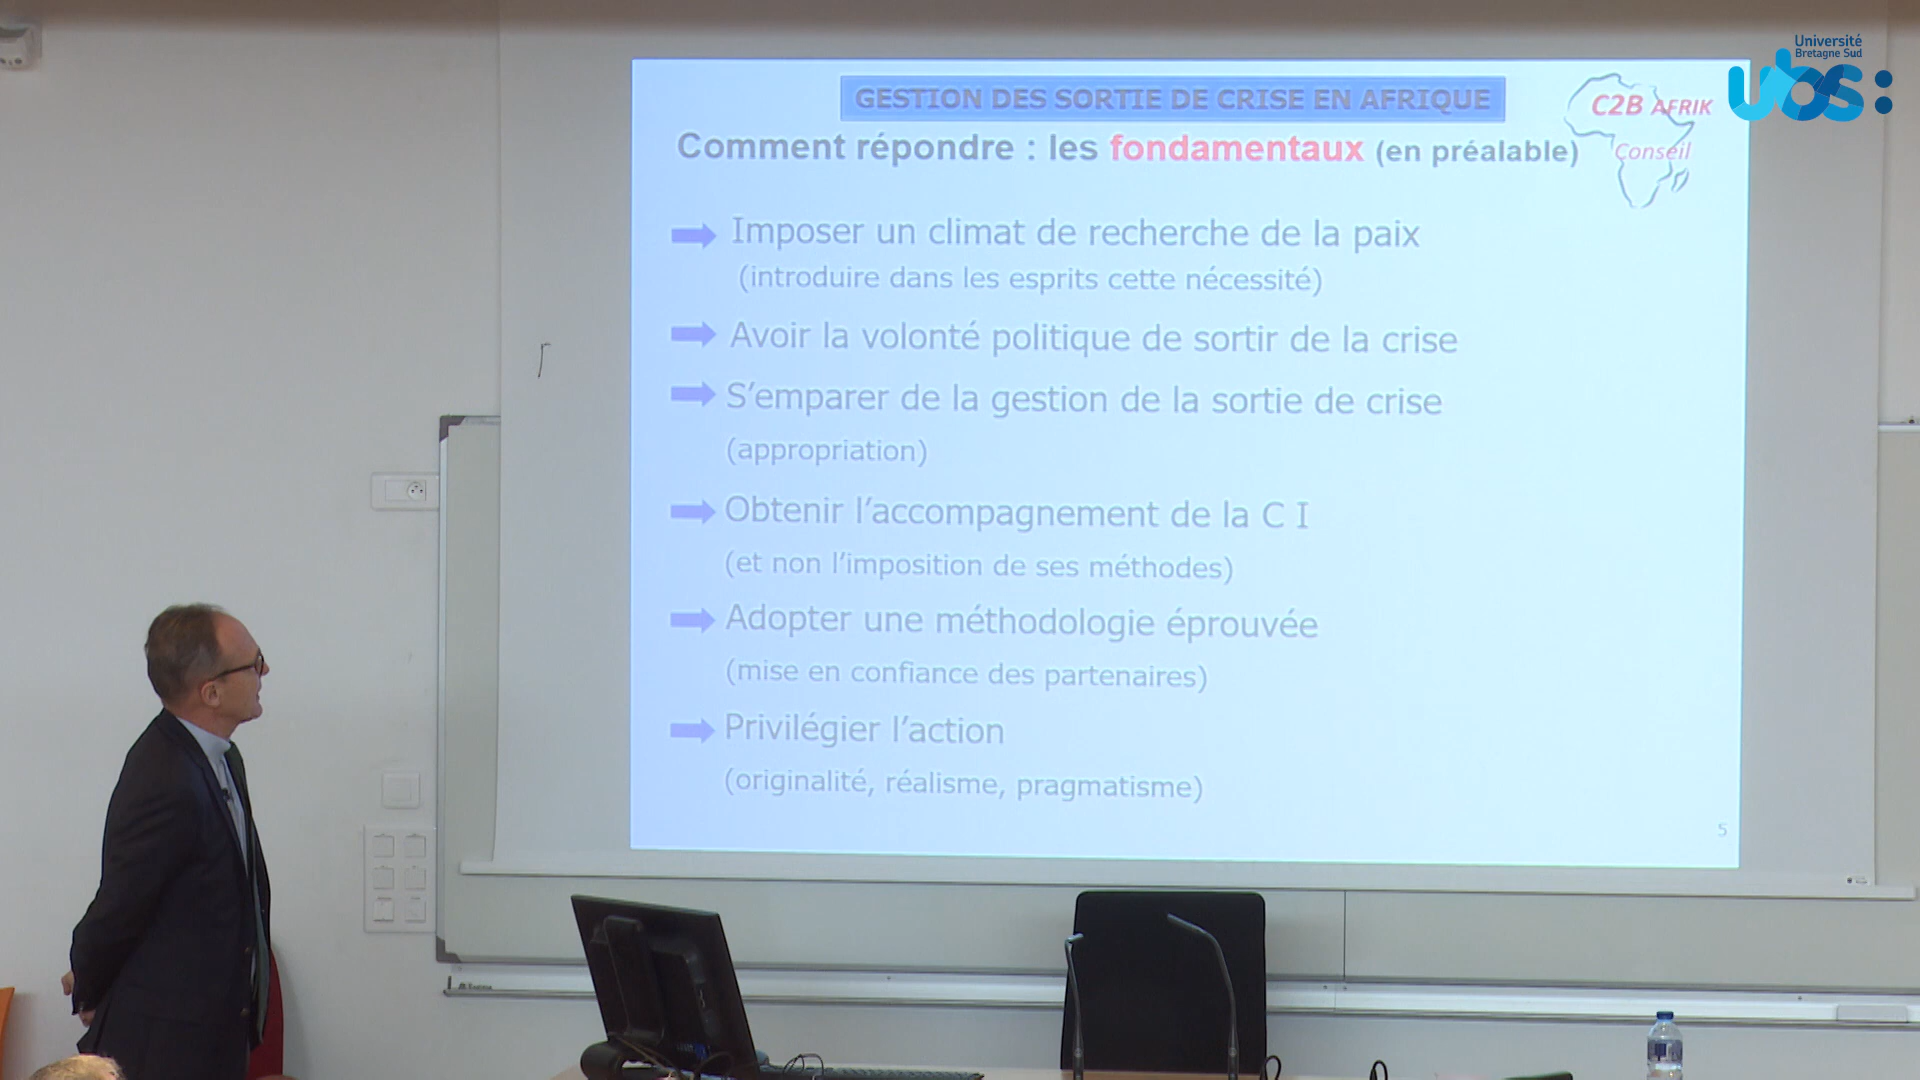 Université
Bretagne Sud
ubs:
GESTION DES SORTIE DE CRISE EN AFRIQUE
C2B AFRIK
Conseil
Comment répondre : les fondamentaux (en préalable)
Imposer un climat de recherche de la paix
(introduire dans les esprits cette nécessité)
Avoir la volonté politique de sortir de la crise
S’emparer de la gestion de la sortie de crise
(appropriation)
Obtenir l’accompagnement de la C I
(et non l’imposition de ses méthodes)
Adopter une méthodologie éprouvée
(mise en confiance des partenaires)
Privilégier l’action
(originalité, réalisme, pragmatisme)
5